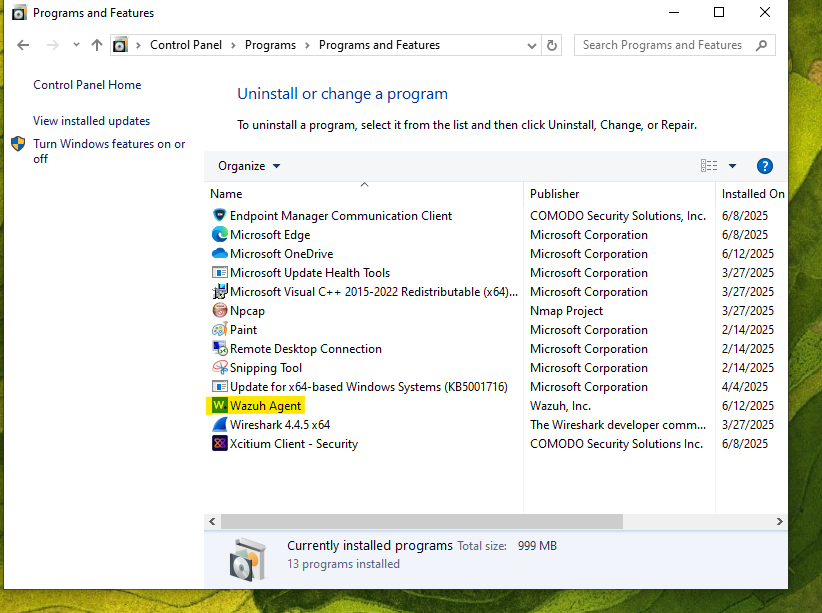 Programs and Features
Control Panel > Programs > Programs and Features
Search Programs and Features
Control Panel Home
View installed updates
Turn Windows features on or
off
Uninstall or change a program
To uninstall a program, select it from the list and then click Uninstall, Change, or Repair.
Organize
Name Publisher Installed On
Endpoint Manager Communication Client COMODO Security Solutions, Inc. 6/8/2025
Microsoft Edge Microsoft Corporation 6/8/2025
Microsoft OneDrive Microsoft Corporation 6/12/2025
Microsoft Update Health Tools Microsoft Corporation 3/27/2025
Microsoft Visual C++ 2015-2022 Redistributable (x64)... Microsoft Corporation 3/27/2025
Npcap Nmap Project 3/27/2025
Paint Microsoft Corporation 2/14/2025
Remote Desktop Connection Microsoft Corporation 2/14/2025
Snipping Tool Microsoft Corporation 2/14/2025
Update for x64-based Windows Systems (KB5001716) Microsoft Corporation 4/4/2025
W. Wazuh Agent Wazuh, Inc. 6/12/2025
Wireshark 4.4.5 x64 The Wireshark developer comm... 3/27/2025
Xcitium Client - Security COMODO Security Solutions Inc. 6/8/2025
Currently installed programs Total size: 999 MB
13 programs installed